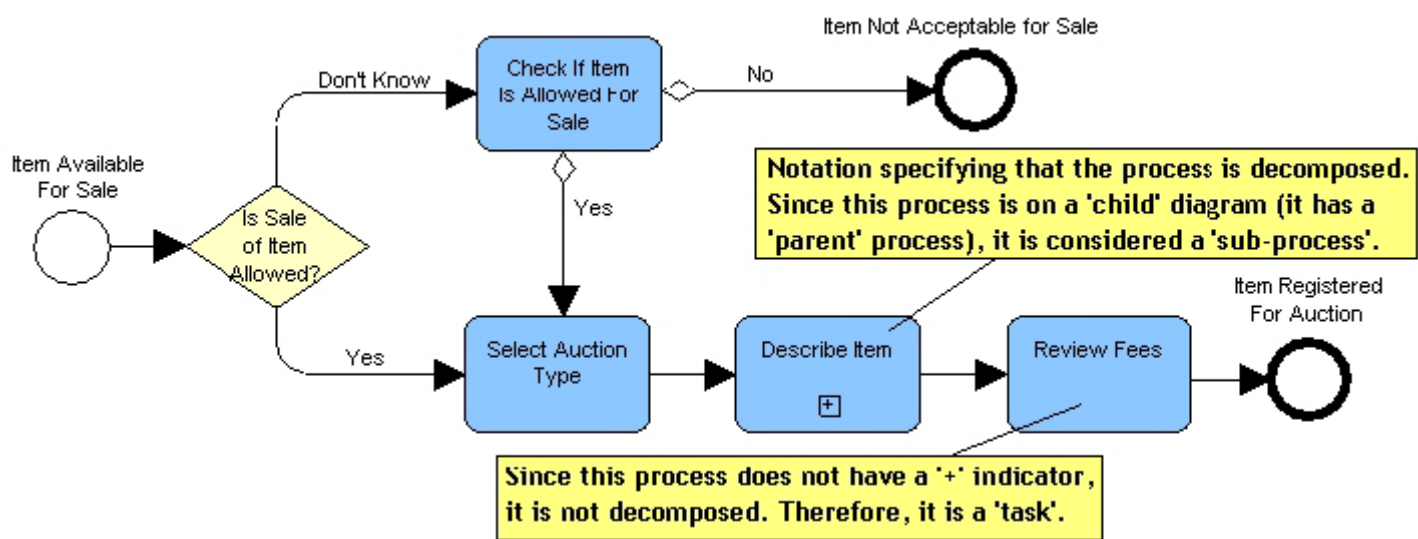 Item Not Acceptable for Sale
Check If Item
Is Allowed For
Sale
Don't Know
No
Item Available
For Sale
Notation specifying that the process is decomposed.
Since this process is on a 'child' diagram (it has a
'parent' process), it is considered a 'sub-process'.
Is Sale
of Item
Allowed?
Yes
Item Registered
For Auction
Yes
Select Auction
Type
Describe Item
+
Review Fees
Since this process does not have a '+' indicator,
it is not decomposed. Therefore, it is a 'task'.